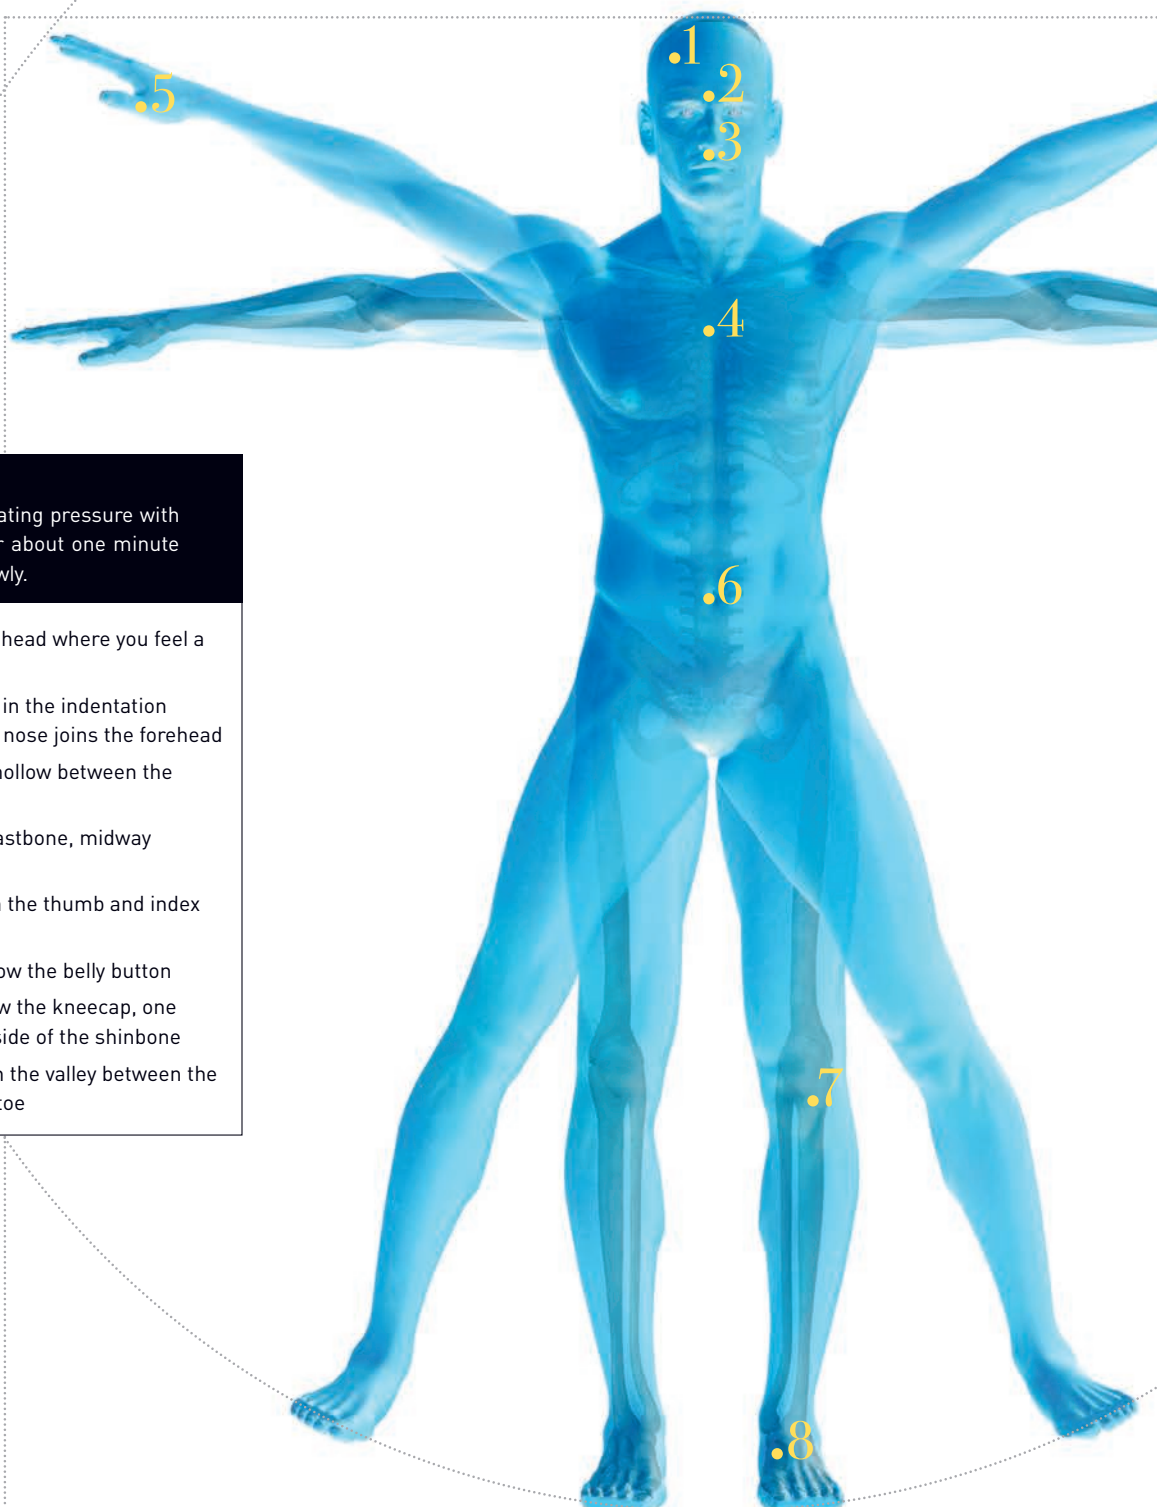 1
2
3
4
5
6
7
8
ating pressure with
r about one minute
wly.
head where you feel a
in the indentation
nose joins the forehead
hollow between the
astbone, midway
the thumb and index
ow the belly button
w the kneecap, one
side of the shinbone
the valley between the
toe